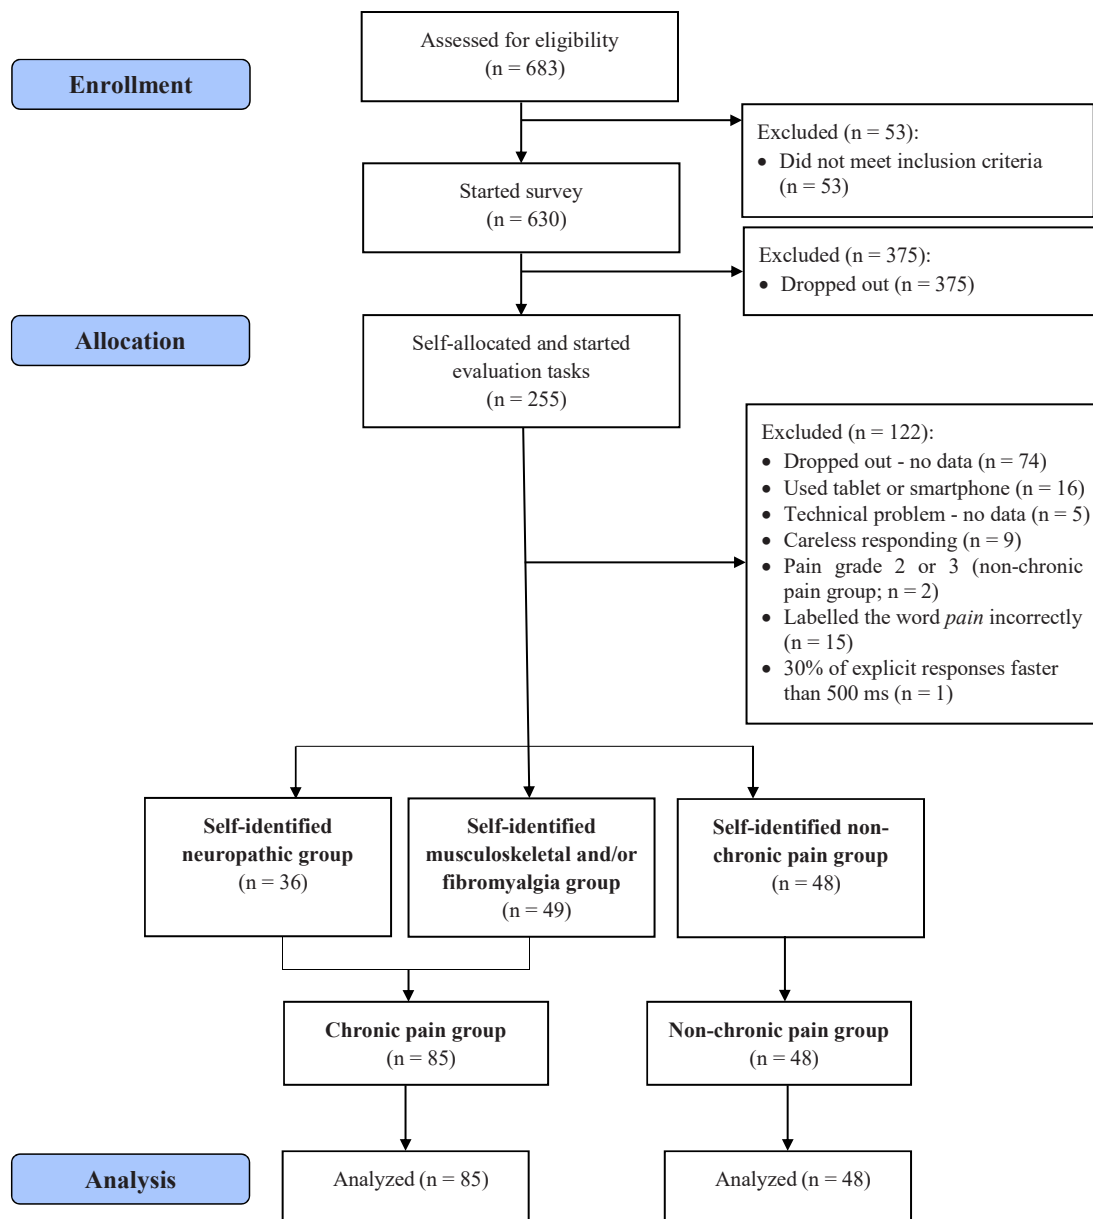 Assessed for eligibility
(n = 683)
Enrollment
Excluded (n = 53):
• Did not meet inclusion criteria
(n = 53)
Started survey
(n = 630)
Excluded (n = 375):
• Dropped out (n = 375)
Allocation
Self-allocated and started
evaluation tasks
(n = 255)
Excluded (n = 122):
• Dropped out - no data (n = 74)
• Used tablet or smartphone (n = 16)
• Technical problem - no data (n = 5)
• Careless responding (n = 9)
• Pain grade 2 or 3 (non-chronic
pain group; n = 2)
• Labelled the word pain incorrectly
(n = 15)
• 30% of explicit responses faster
than 500 ms (n = 1)
Self-identified
neuropathic group
(n = 36)
Self-identified
musculoskeletal and/or
fibromyalgia group
(n = 49)
Self-identified non-
chronic pain group
(n = 48)
Chronic pain group
(n = 85)
Non-chronic pain group
(n = 48)
Analysis
Analyzed (n = 85)
Analyzed (n = 48)